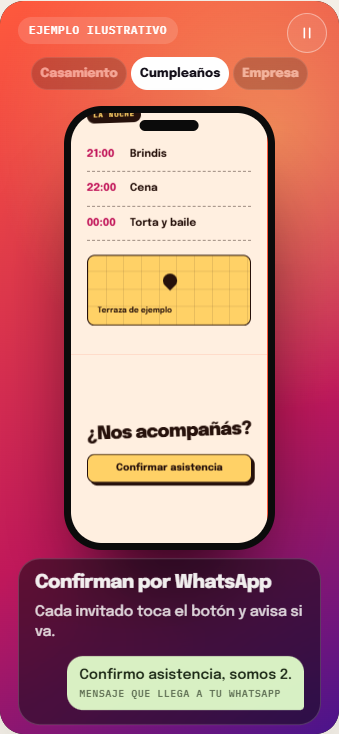 EJEMPLO ILUSTRATIVO
Casamiento
Cumpleaños
Empresa
LA NOCHE
21:00 Brindis
22:00 Cena
00:00 Torta y baile
Terraza de ejemplo
¿Nos acompañás?
Confirmar asistencia
Confirman por WhatsApp
Cada invitado toca el botón y avisa si
va.
Confirmo asistencia, somos 2.
MENSAJE QUE LLEGA A TU WHATSAPP